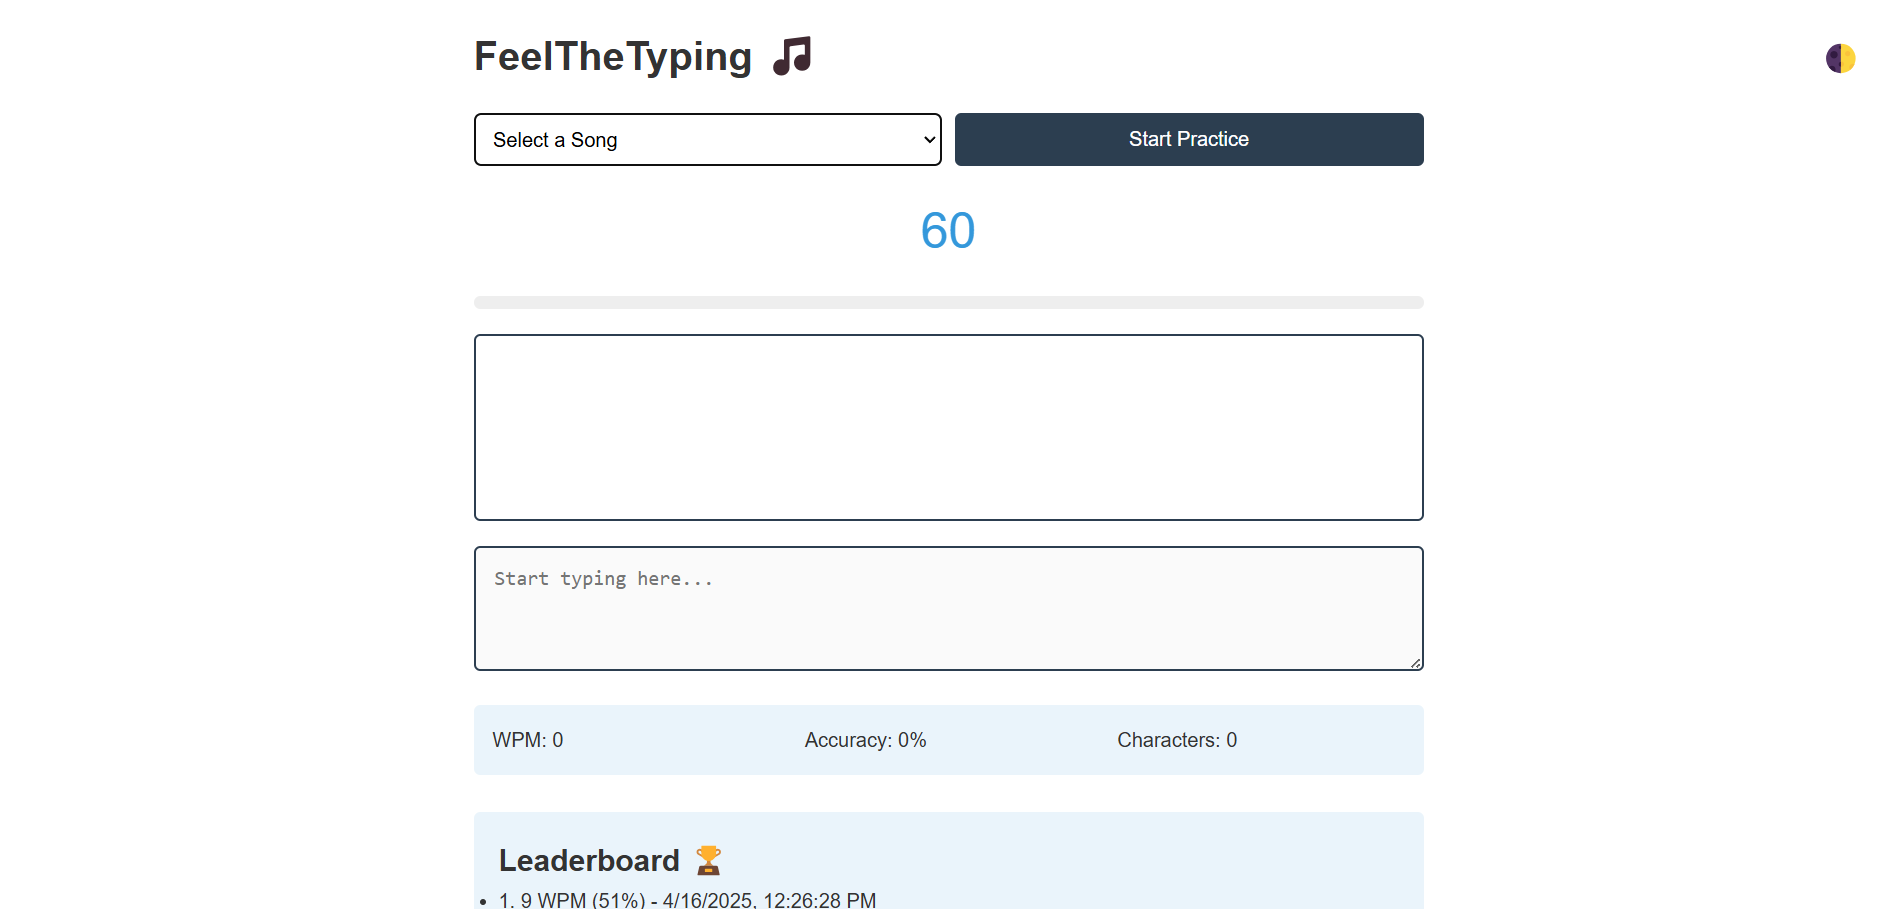 FeelTheTyping
Select a Song
Start Practice
60
Start typing here...
WPM: 0
Accuracy: 0%
Characters: 0
Leaderboard
1. 9 WPM (51%) - 4/16/2025, 12:26:28 PM